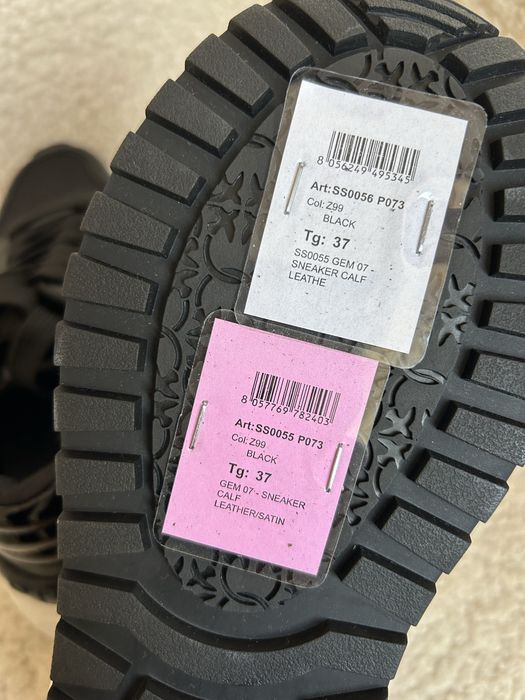 8 056249 495345
Art:SS0056 P073
Col: Z99
BLACK
Tg: 37
SS0055 GEM 07 -
SNEAKER CALF
LEATHE
8 057769 782403
Art:SS0055 P073
Col: Z99
BLACK
Tg: 37
GEM 07 - SNEAKER
CALF
LEATHER/SATIN